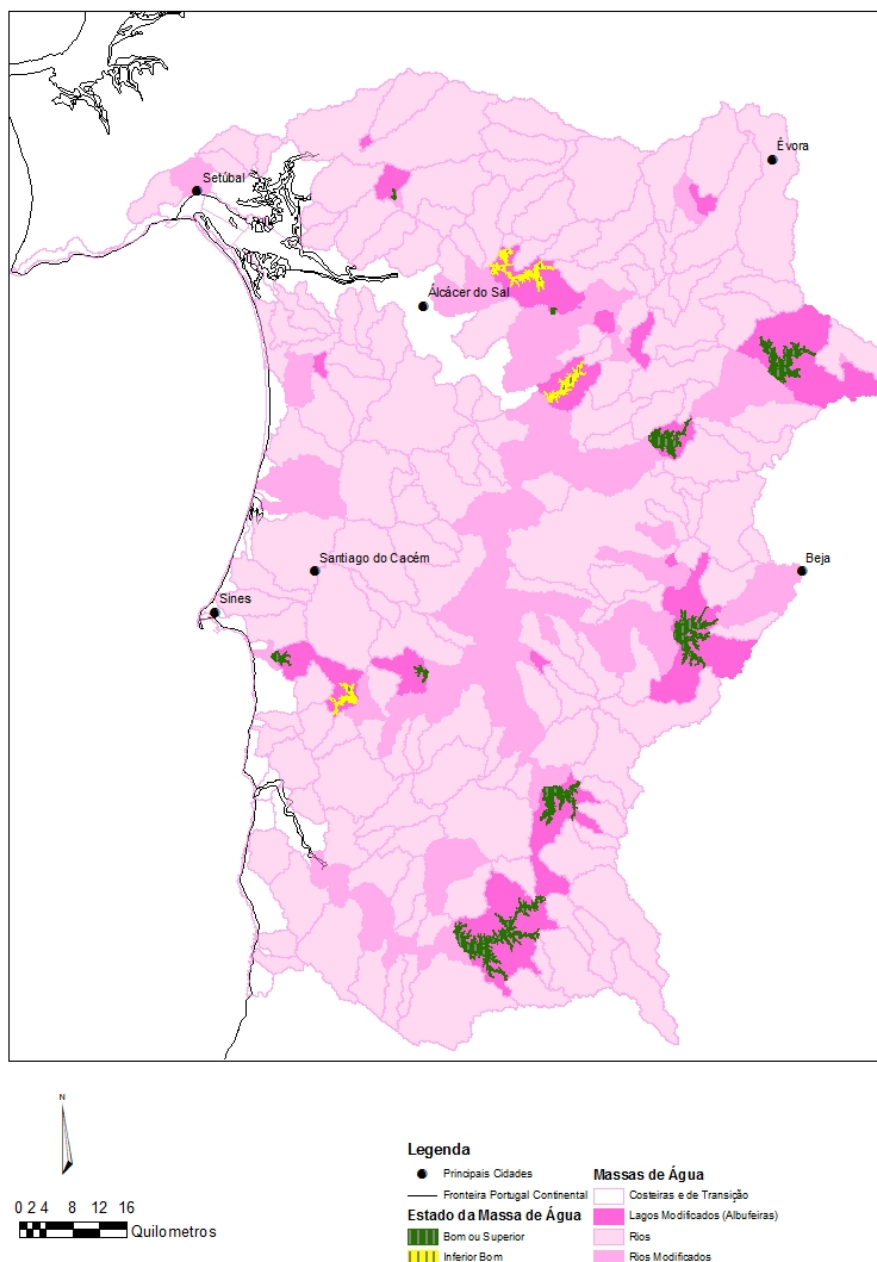 Évora
Setúbal
Álcácer do Sal
Santiago do Cacém
Beja
Sines
N
0 2 4 8 12 16
Quilometros
Legenda
Principais Cidades
Fronteira Portugal Continental
Estado da Massa de Água
Bom ou Superior
Inferior Bom
Massas de Água
Costeiras e de Transição
Lagos Modificados (Albufeiras)
Rios
Rios Modificados